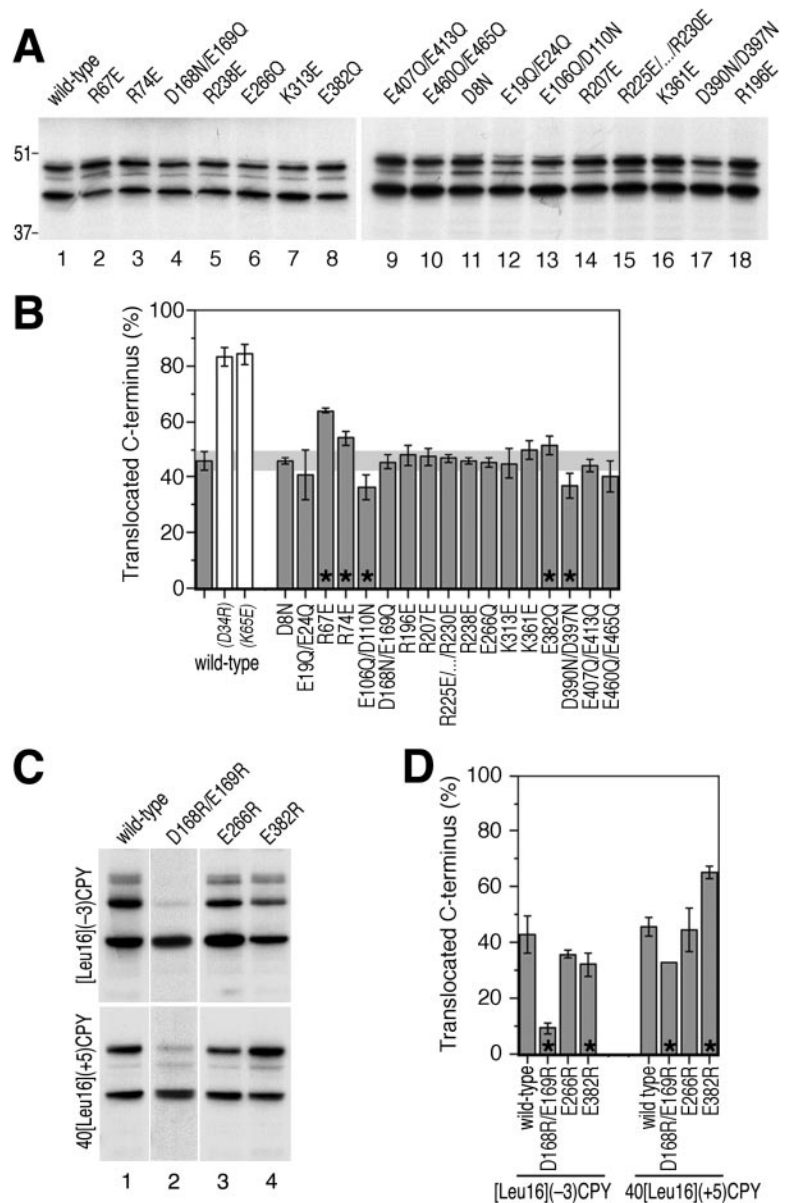 A
wild-type
R67E
R74E
D168N/E169Q
R238E
E266Q
K313E
E382Q
E407Q/E413Q
E460Q/E465Q
D8N
E19Q/E24Q
E106Q/D110N
R207E
R225E/.../R230E
K361E
D390N/D397N
R196E
51
37
1 2 3 4 5 6 7 8 9 10 11 12 13 14 15 16 17 18
B
Translocated C-terminus (%)
100
80
60
40
20
0
* * * * *
(D34R)
(K65E)
wild-type
D8N
E19Q/E24Q
R67E
R74E
E106Q/D110N
D168N/E169Q
R196E
R207E
R225E/.../R230E
R238E
E266Q
K313E
K361E
E382Q
D390N/D397N
E407Q/E413Q
E460Q/E465Q
C
wild-type
D168R/E169R
E266R
E382R
[Leu16](–3)CPY
40[Leu16](+5)CPY
1 2 3 4
D
Translocated C-terminus (%)
100
80
60
40
20
0
* * * *
wild-type
D168R/E169R
E266R
E382R
wild type
D168R/E169R
E266R
E382R
[Leu16](–3)CPY 40[Leu16](+5)CPY